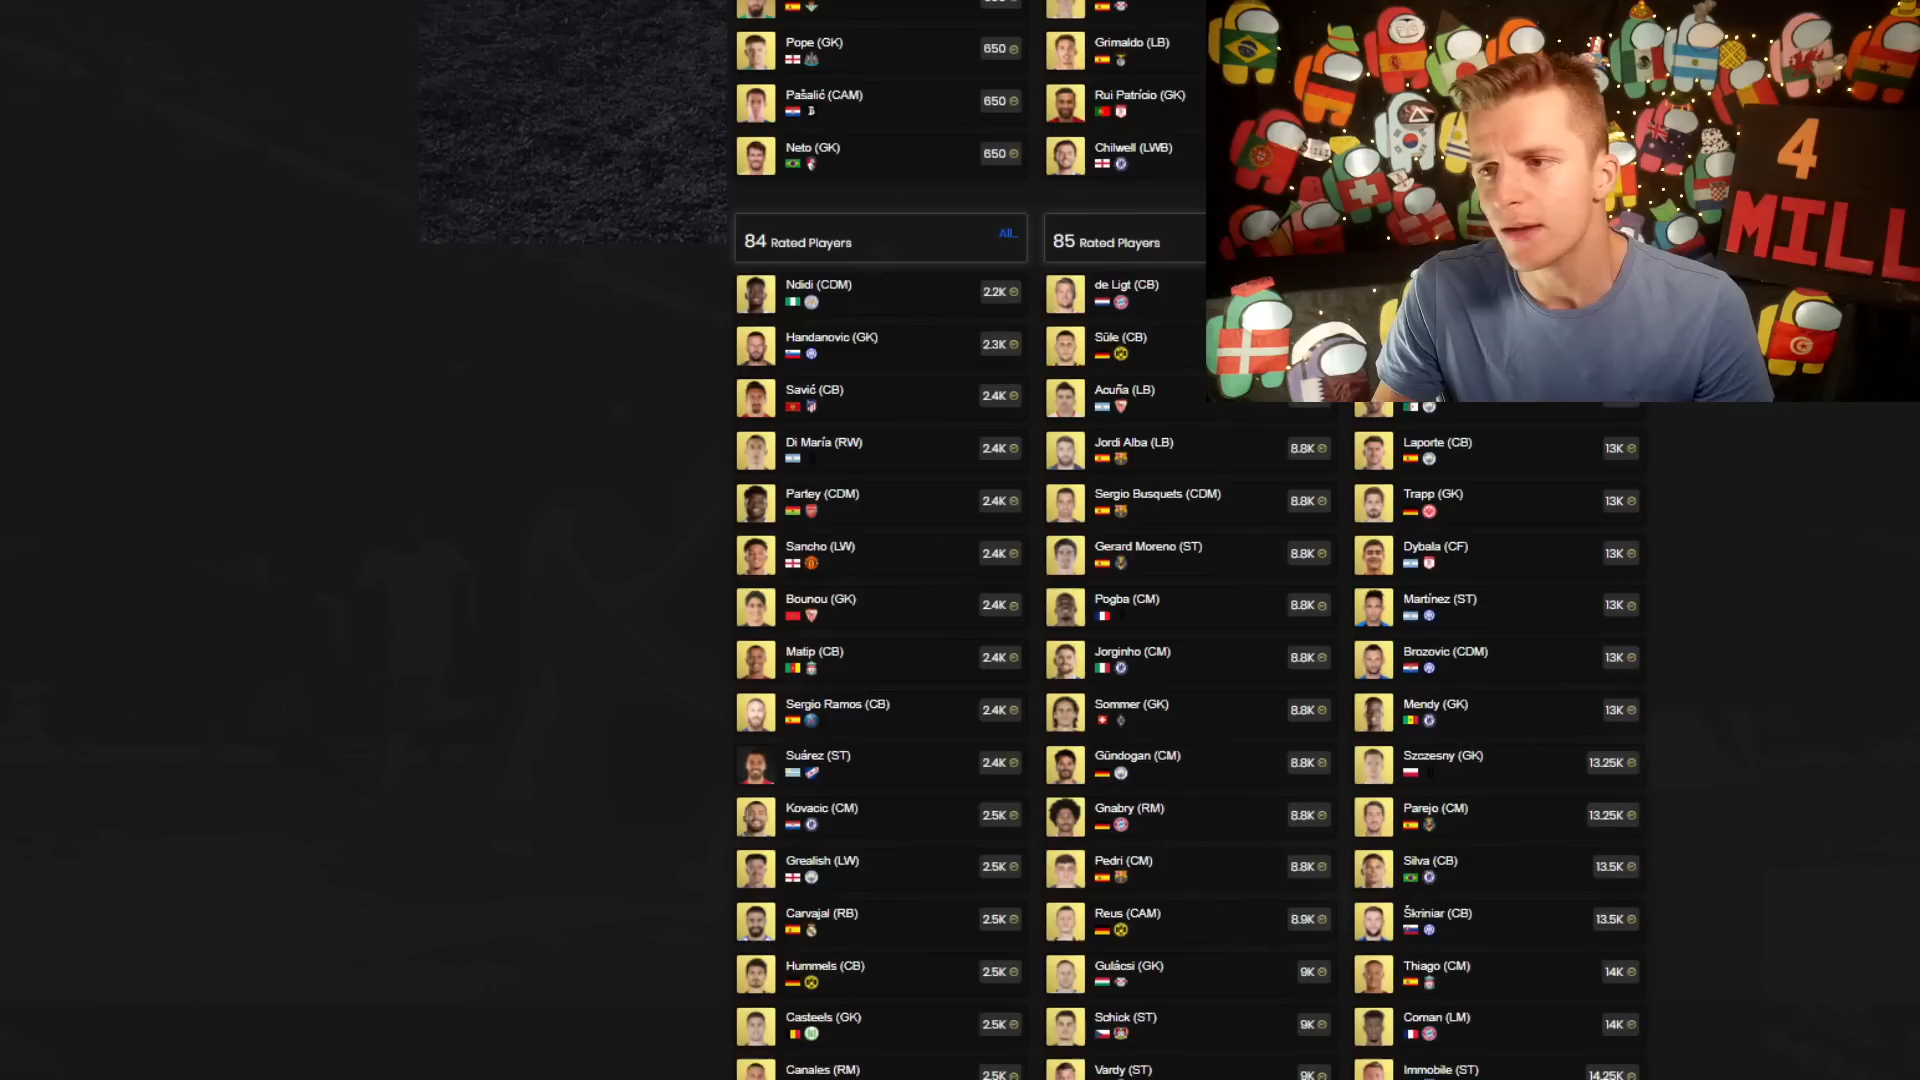 Pope (GK)
650
Pašalić (CAM)
650
Neto (GK)
650
Grimaldo (LB)
Rui Patrício (GK)
Chilwell (LWB)
4
MILL
84 Rated Players
All...
Ndidi (CDM)
2.2K
Handanovic (GK)
2.3K
Savić (CB)
2.4K
Di María (RW)
2.4K
Partey (CDM)
2.4K
Sancho (LW)
2.4K
Bounou (GK)
2.4K
Matip (CB)
2.4K
Sergio Ramos (CB)
2.4K
Suárez (ST)
2.4K
Kovacic (CM)
2.5K
Grealish (LW)
2.5K
Carvajal (RB)
2.5K
Hummels (CB)
2.5K
Casteels (GK)
2.5K
Canales (RM)
2.5K
85 Rated Players
de Ligt (CB)
Süle (CB)
Acuña (LB)
Jordi Alba (LB)
8.8K
Sergio Busquets (CDM)
8.8K
Gerard Moreno (ST)
8.8K
Pogba (CM)
8.8K
Jorginho (CM)
8.8K
Sommer (GK)
8.8K
Gündogan (CM)
8.8K
Gnabry (RM)
8.8K
Pedri (CM)
8.8K
Reus (CAM)
8.9K
Gulácsi (GK)
9K
Schick (ST)
9K
Vardy (ST)
9K
Laporte (CB)
13K
Trapp (GK)
13K
Dybala (CF)
13K
Martínez (ST)
13K
Brozovic (CDM)
13K
Mendy (GK)
13K
Szczesny (GK)
13.25K
Parejo (CM)
13.25K
Silva (CB)
13.5K
Škriniar (CB)
13.5K
Thiago (CM)
14K
Coman (LM)
14K
Immobile (ST)
14.25K